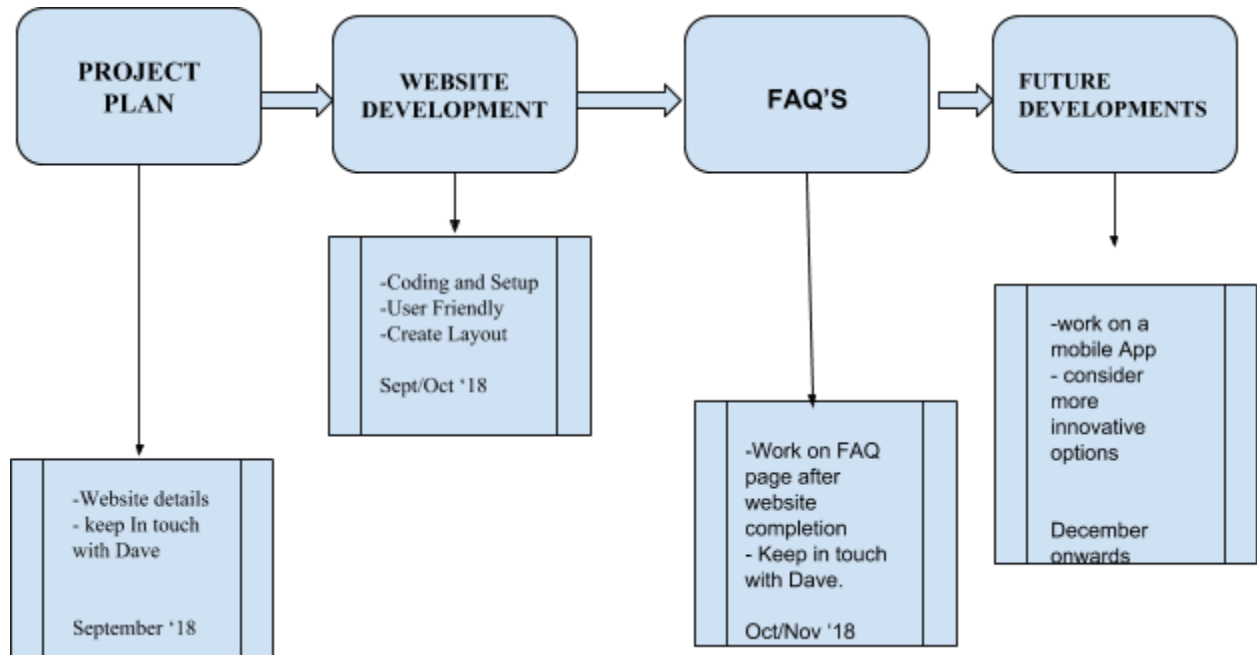 PROJECT
PLAN
WEBSITE
DEVELOPMENT
FAQ’S
FUTURE
DEVELOPMENTS
-Website details
- keep In touch
with Dave
September ‘18
-Coding and Setup
-User Friendly
-Create Layout
Sept/Oct ‘18
-Work on FAQ
page after
website
completion
- Keep in touch
with Dave.
Oct/Nov ‘18
-work on a
mobile App
- consider
more
innovative
options
December
onwards